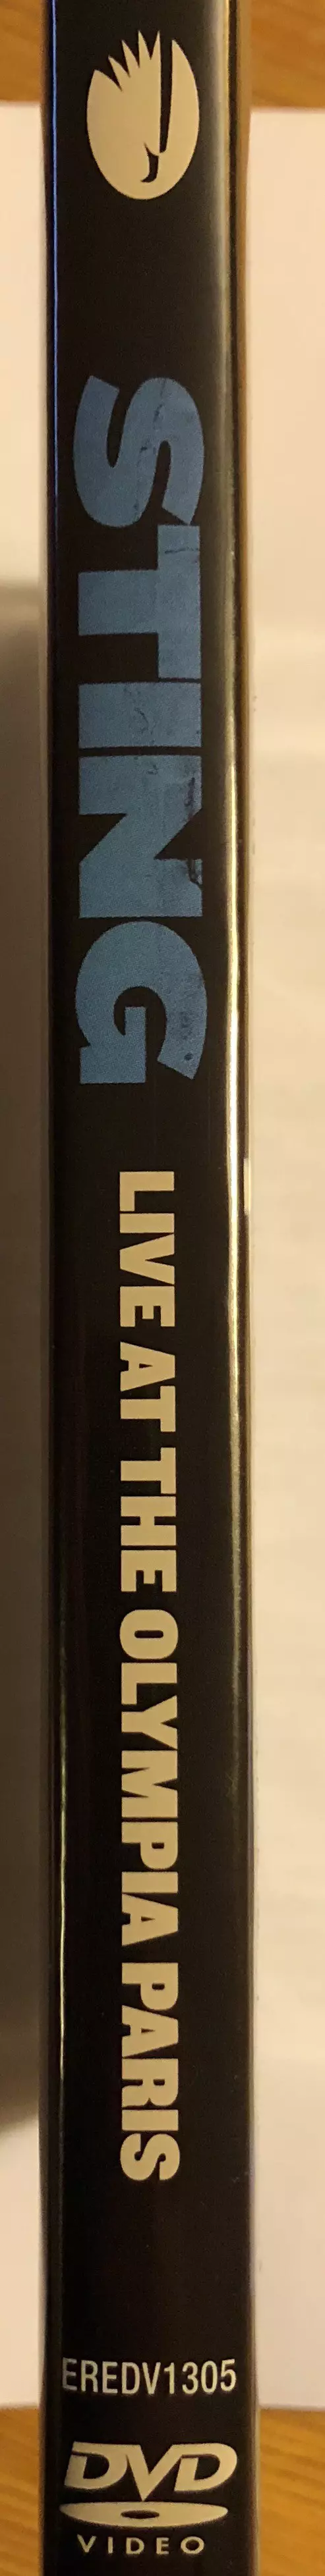 STING
LIVE AT THE OLYMPIA PARIS
EREDV1305
DVD
VIDEO